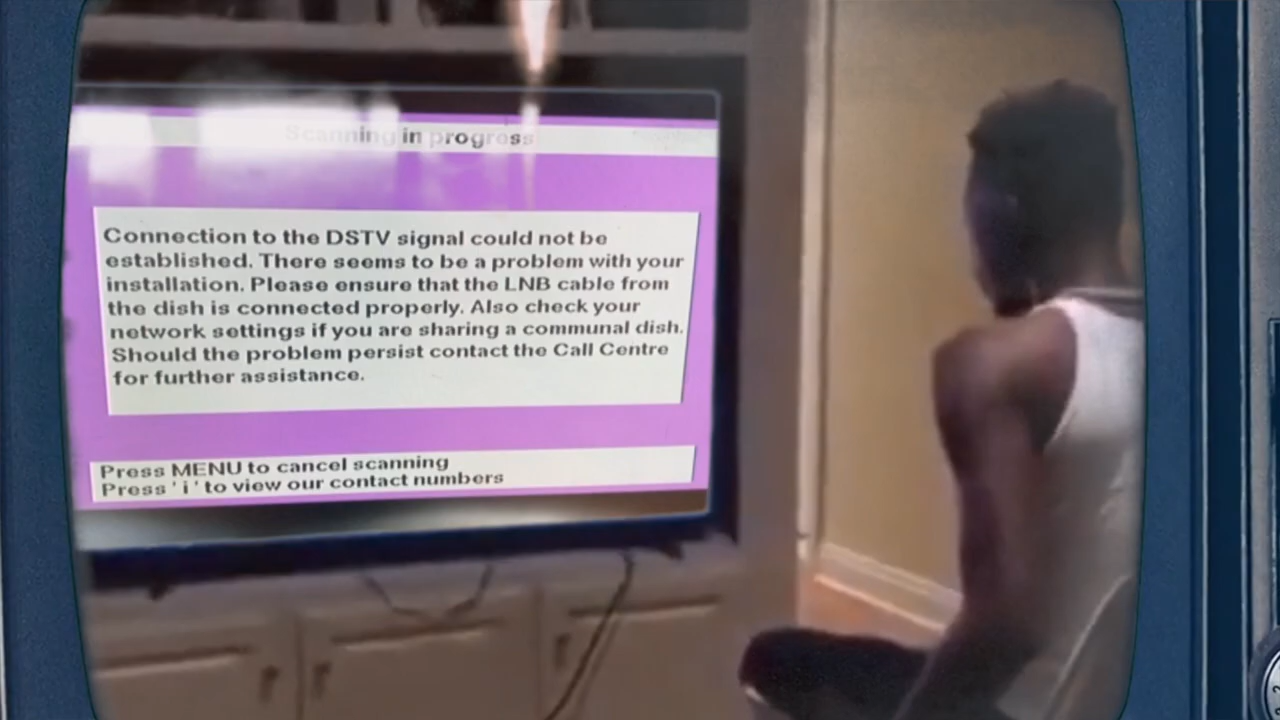 Scanning in progress
Connection to the DSTV signal could not be
established. There seems to be a problem with your
installation. Please ensure that the LNB cable from
the dish is connected properly. Also check your
network settings if you are sharing a communal dish.
Should the problem persist contact the Call Centre
for further assistance.
Press MENU to cancel scanning
Press 'i' to view our contact numbers